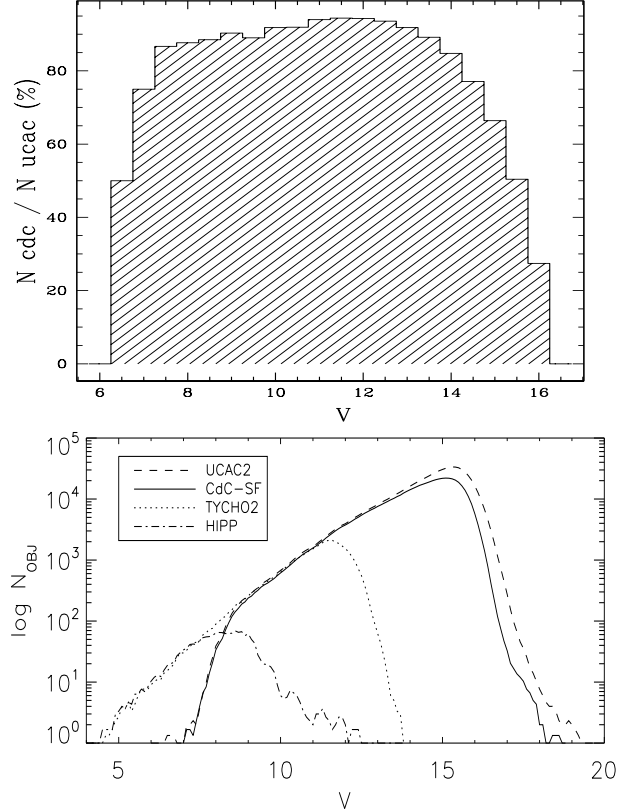 N cdc / N ucac (%)
80
60
40
20
0
6 8 10 12 14 16
V
log N_OBJ
10^5
10^4
10^3
10^2
10^1
10^0
UCAC2
CdC-SF
TYCHO2
HIPP
5 10 15 20
V